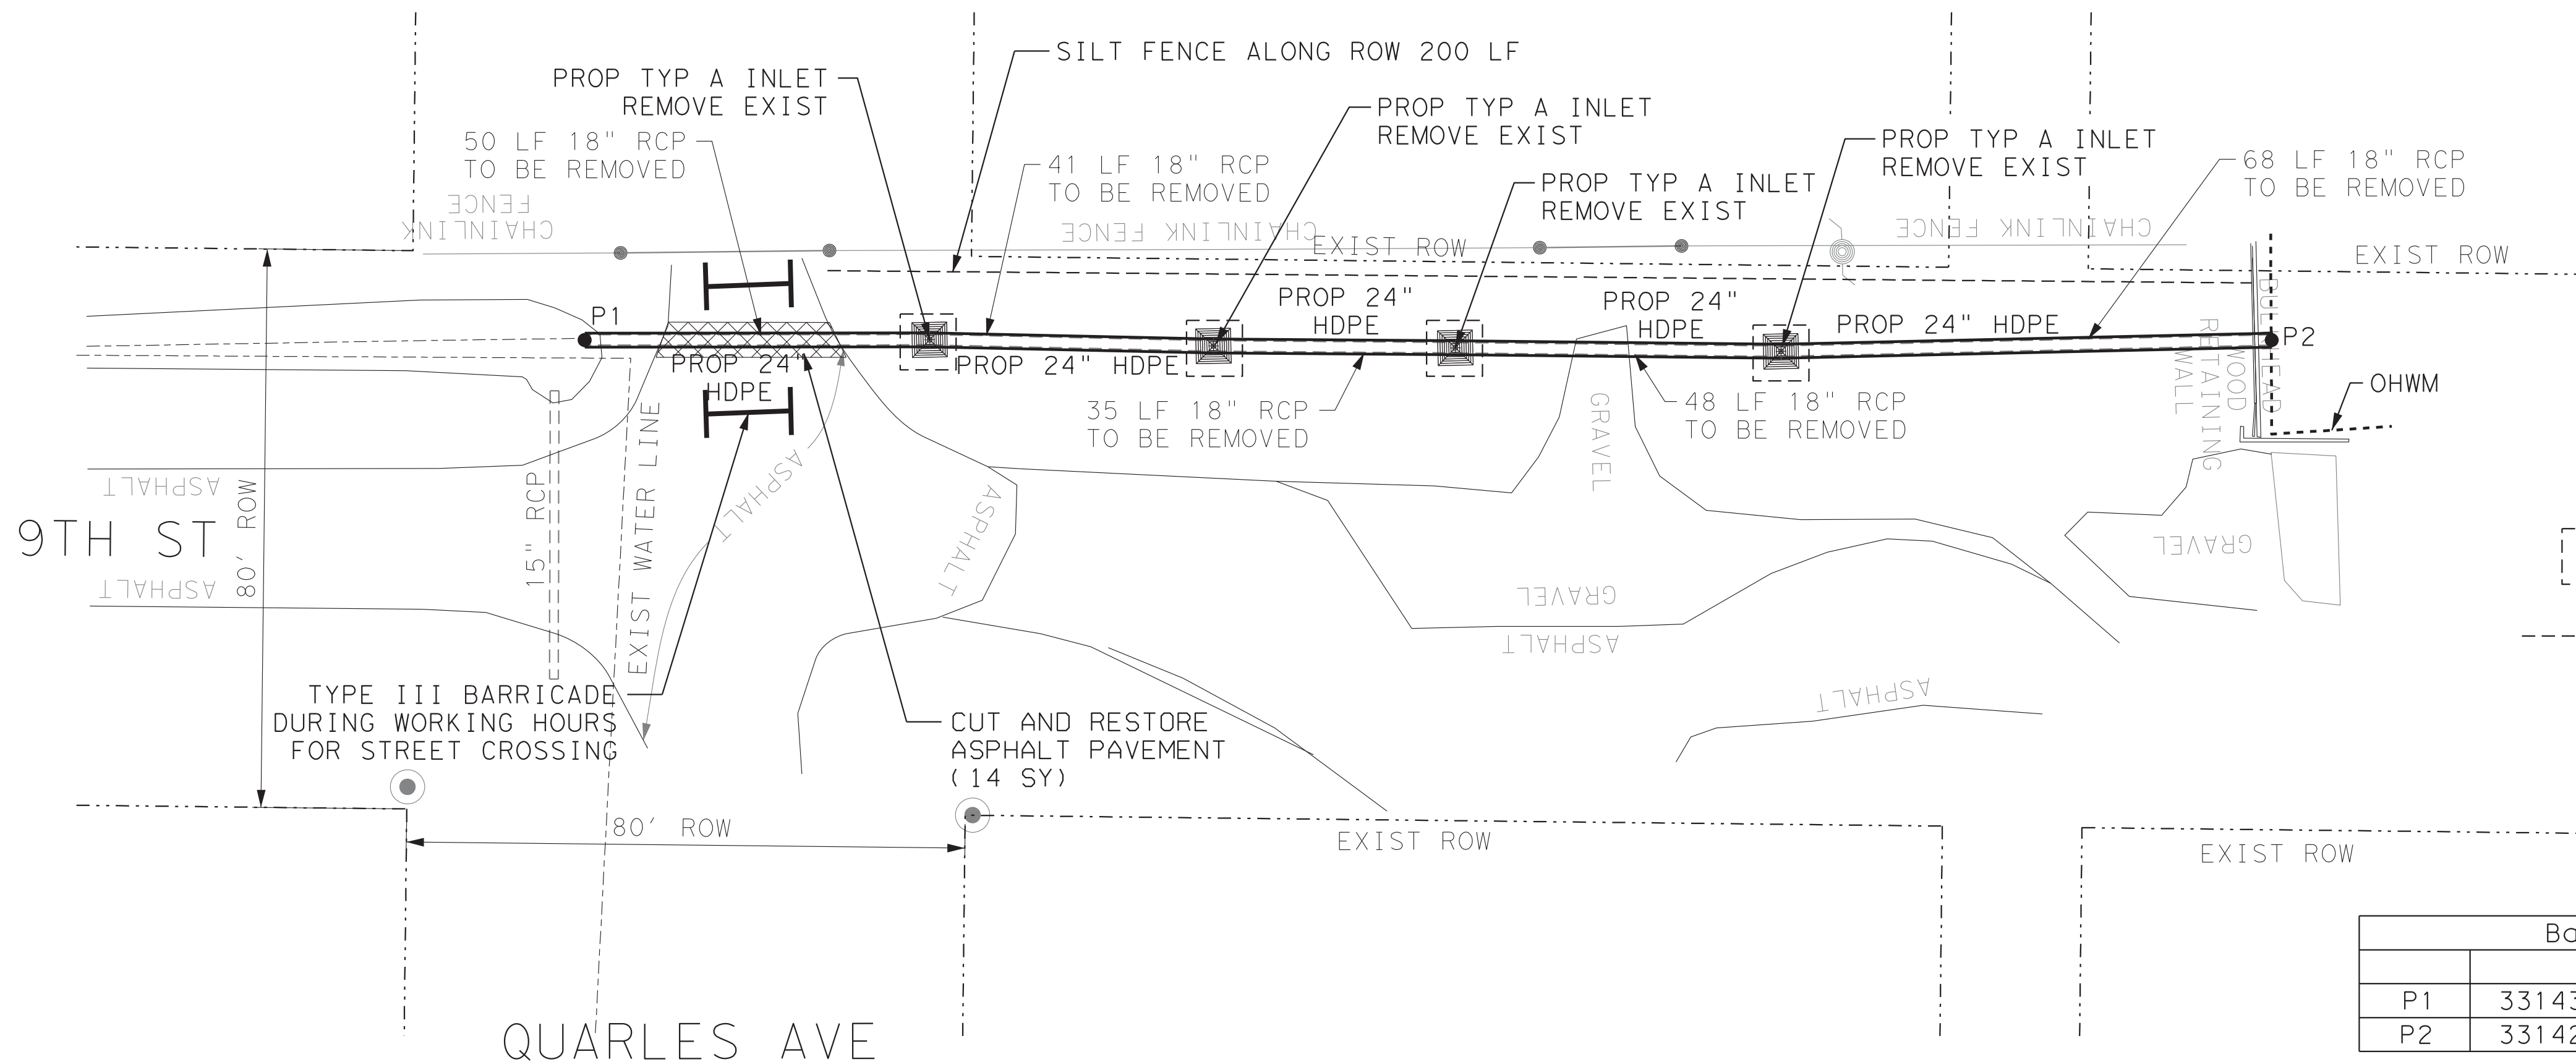 SILT FENCE ALONG ROW 200 LF
PROP TYP A INLET
REMOVE EXIST
50 LF 18" RCP
TO BE REMOVED
41 LF 18" RCP
TO BE REMOVED
PROP TYP A INLET
REMOVE EXIST
PROP TYP A INLET
REMOVE EXIST
PROP TYP A INLET
REMOVE EXIST
68 LF 18" RCP
TO BE REMOVED
CHAINLINK
FENCE
CHAINLINK FENCE
EXIST ROW
CHAINLINK FENCE
EXIST ROW
P1
PROP 24"
HDPE
PROP 24" HDPE
PROP 24"
HDPE
PROP 24"
HDPE
PROP 24" HDPE
P2
BULKHEAD
WOOD
RETAINING
WALL
OHWM
35 LF 18" RCP
TO BE REMOVED
48 LF 18" RCP
TO BE REMOVED
GRAVEL
ASPHALT
9TH ST
80' ROW
ASPHALT
15" RCP
EXIST WATER LINE
ASPHALT
ASPHALT
GRAVEL
ASPHALT
GRAVEL
ASPHALT
TYPE III BARRICADE
DURING WORKING HOURS
FOR STREET CROSSING
CUT AND RESTORE
ASPHALT PAVEMENT
(14 SY)
80' ROW
EXIST ROW
EXIST ROW
QUARLES AVE
P1
33143
P2
33142